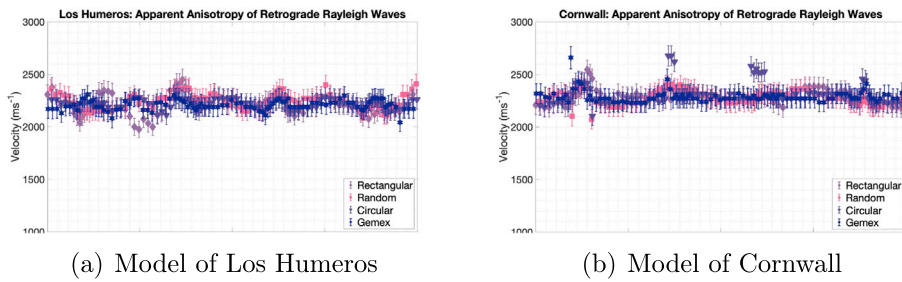 Los Humeros: Apparent Anisotropy of Retrograde Rayleigh Waves
3000
2500
2000
1500
1000
Velocity (ms-1)
Rectangular
Random
Circular
Gemex
(a) Model of Los Humeros
Cornwall: Apparent Anisotropy of Retrograde Rayleigh Waves
3000
2500
2000
1500
1000
Velocity (ms-1)
Rectangular
Random
Circular
Gemex
(b) Model of Cornwall